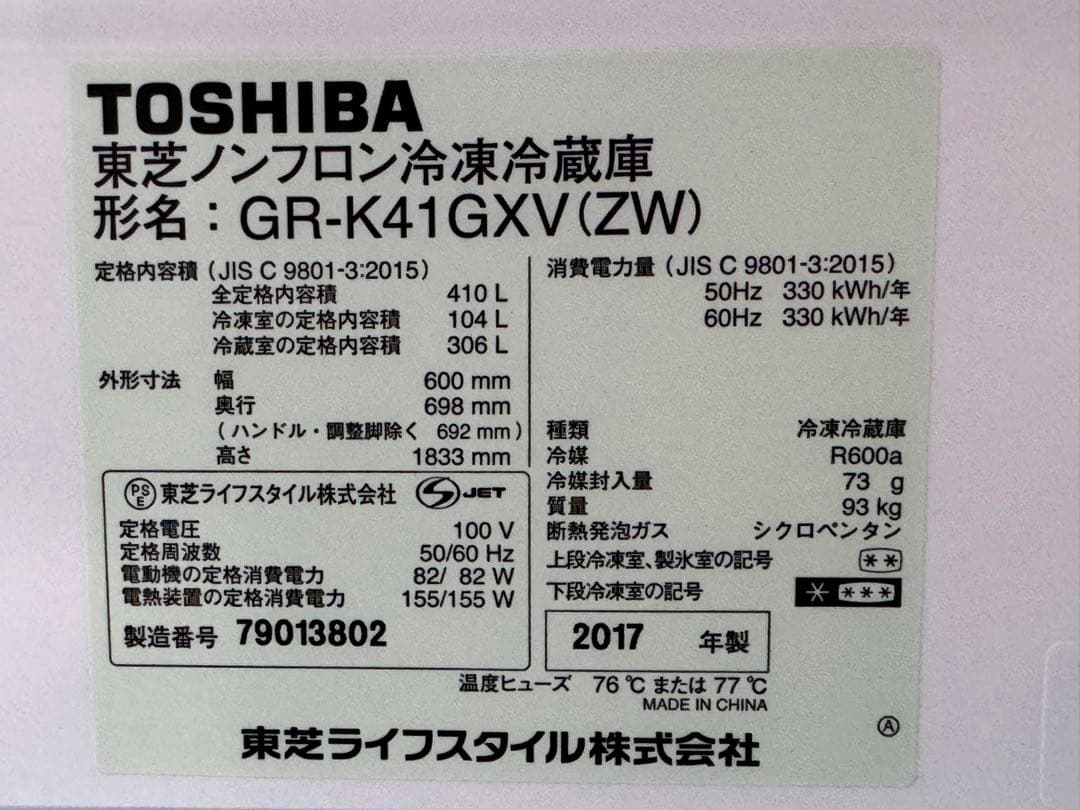 TOSHIBA
東芝ノンフロン冷凍冷蔵庫
形名：GR-K41GXV(ZW)
定格内容積（JIS C 9801-3:2015）
全定格内容積 410 L
冷凍室の定格内容積 104 L
冷蔵室の定格内容積 306 L
外形寸法 幅 600 mm
奥行 698 mm
（ハンドル・調整脚除く 692 mm）
高さ 1833 mm
PSE 東芝ライフスタイル株式会社 S JET
定格電圧 100 V
定格周波数 50/60 Hz
電動機の定格消費電力 82/ 82 W
電熱装置の定格消費電力 155/155 W
製造番号 79013802
消費電力量（JIS C 9801-3:2015）
50Hz 330 kWh/年
60Hz 330 kWh/年
種類 冷凍冷蔵庫
冷媒 R600a
冷媒封入量 73 g
質量 93 kg
断熱発泡ガス シクロペンタン
上段冷凍室、製氷室の記号 **
下段冷凍室の記号 * ***
2017 年製
温度ヒューズ 76 ℃ または 77 ℃
MADE IN CHINA
東芝ライフスタイル株式会社
A